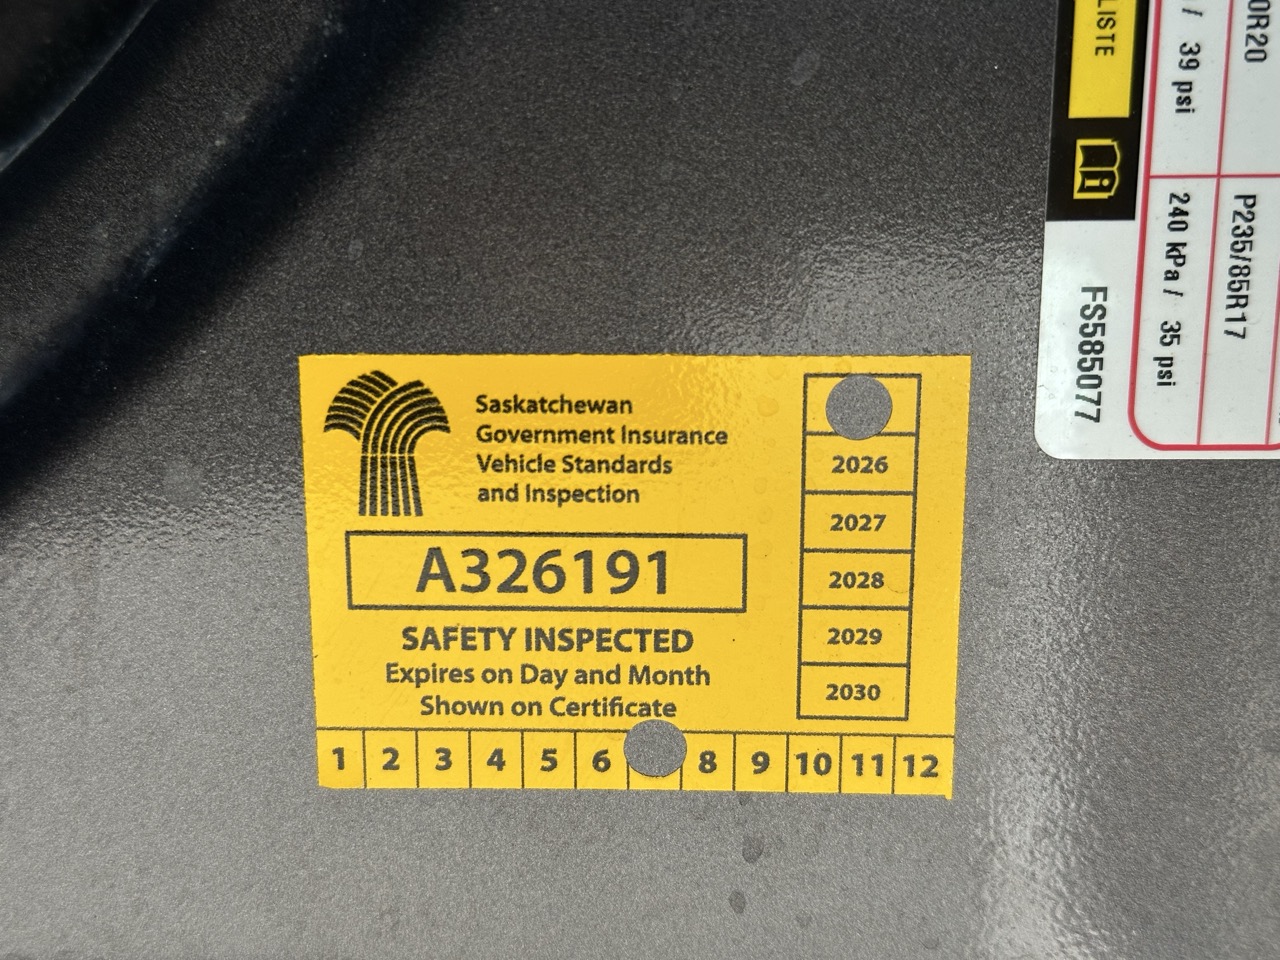 Saskatchewan
Government Insurance
Vehicle Standards
and Inspection
A326191
SAFETY INSPECTED
Expires on Day and Month
Shown on Certificate
2026
2027
2028
2029
2030
1 2 3 4 5 6 8 9 10 11 12
LISTE
/ 39 psi
0R20
240 kPa / 35 psi
P235/85R17
FS585077